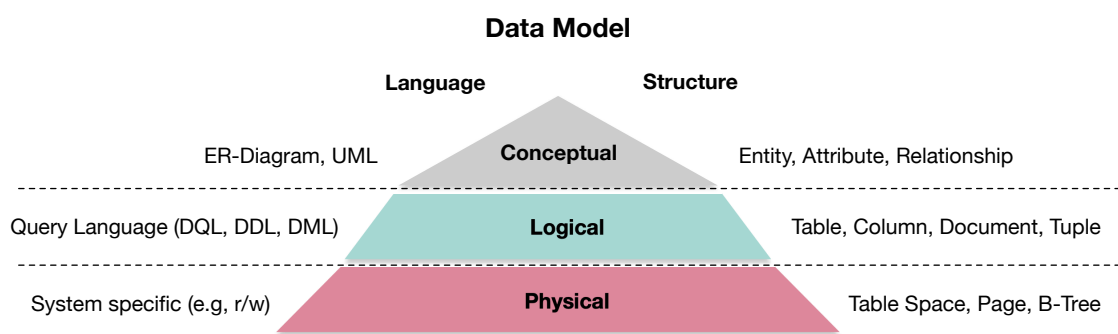 Data Model
Language Structure
ER-Diagram, UML Conceptual Entity, Attribute, Relationship
Query Language (DQL, DDL, DML) Logical Table, Column, Document, Tuple
System specific (e.g, r/w) Physical Table Space, Page, B-Tree